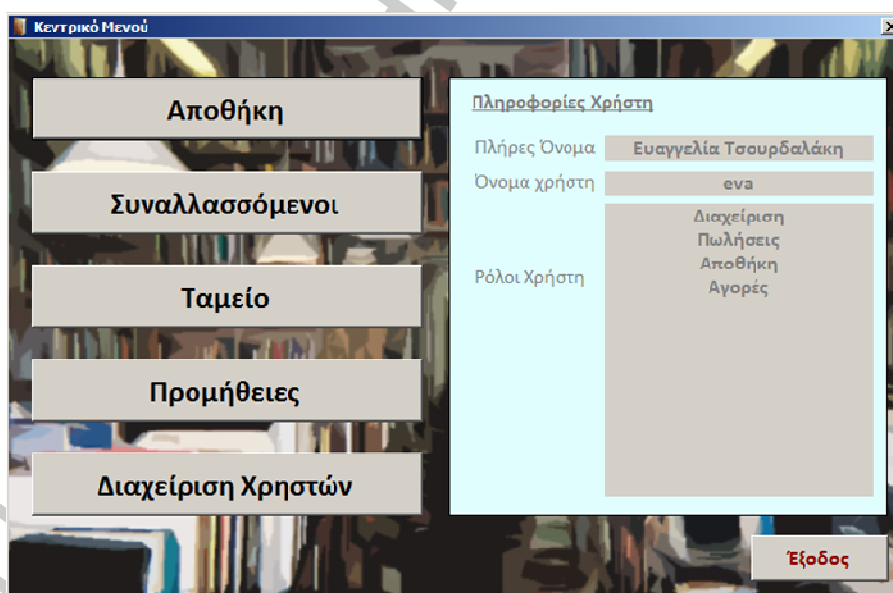 Κεντρικό Μενού
Αποθήκη
Συναλλασσόμενοι
Ταμείο
Προμήθειες
Διαχείριση Χρηστών
Πληροφορίες Χρήστη
Πλήρες Όνομα Ευαγγελία Τσουρδαλάκη
Όνομα χρήστη eva
Ρόλοι Χρήστη
Διαχείριση
Πωλήσεις
Αποθήκη
Αγορές
Έξοδος